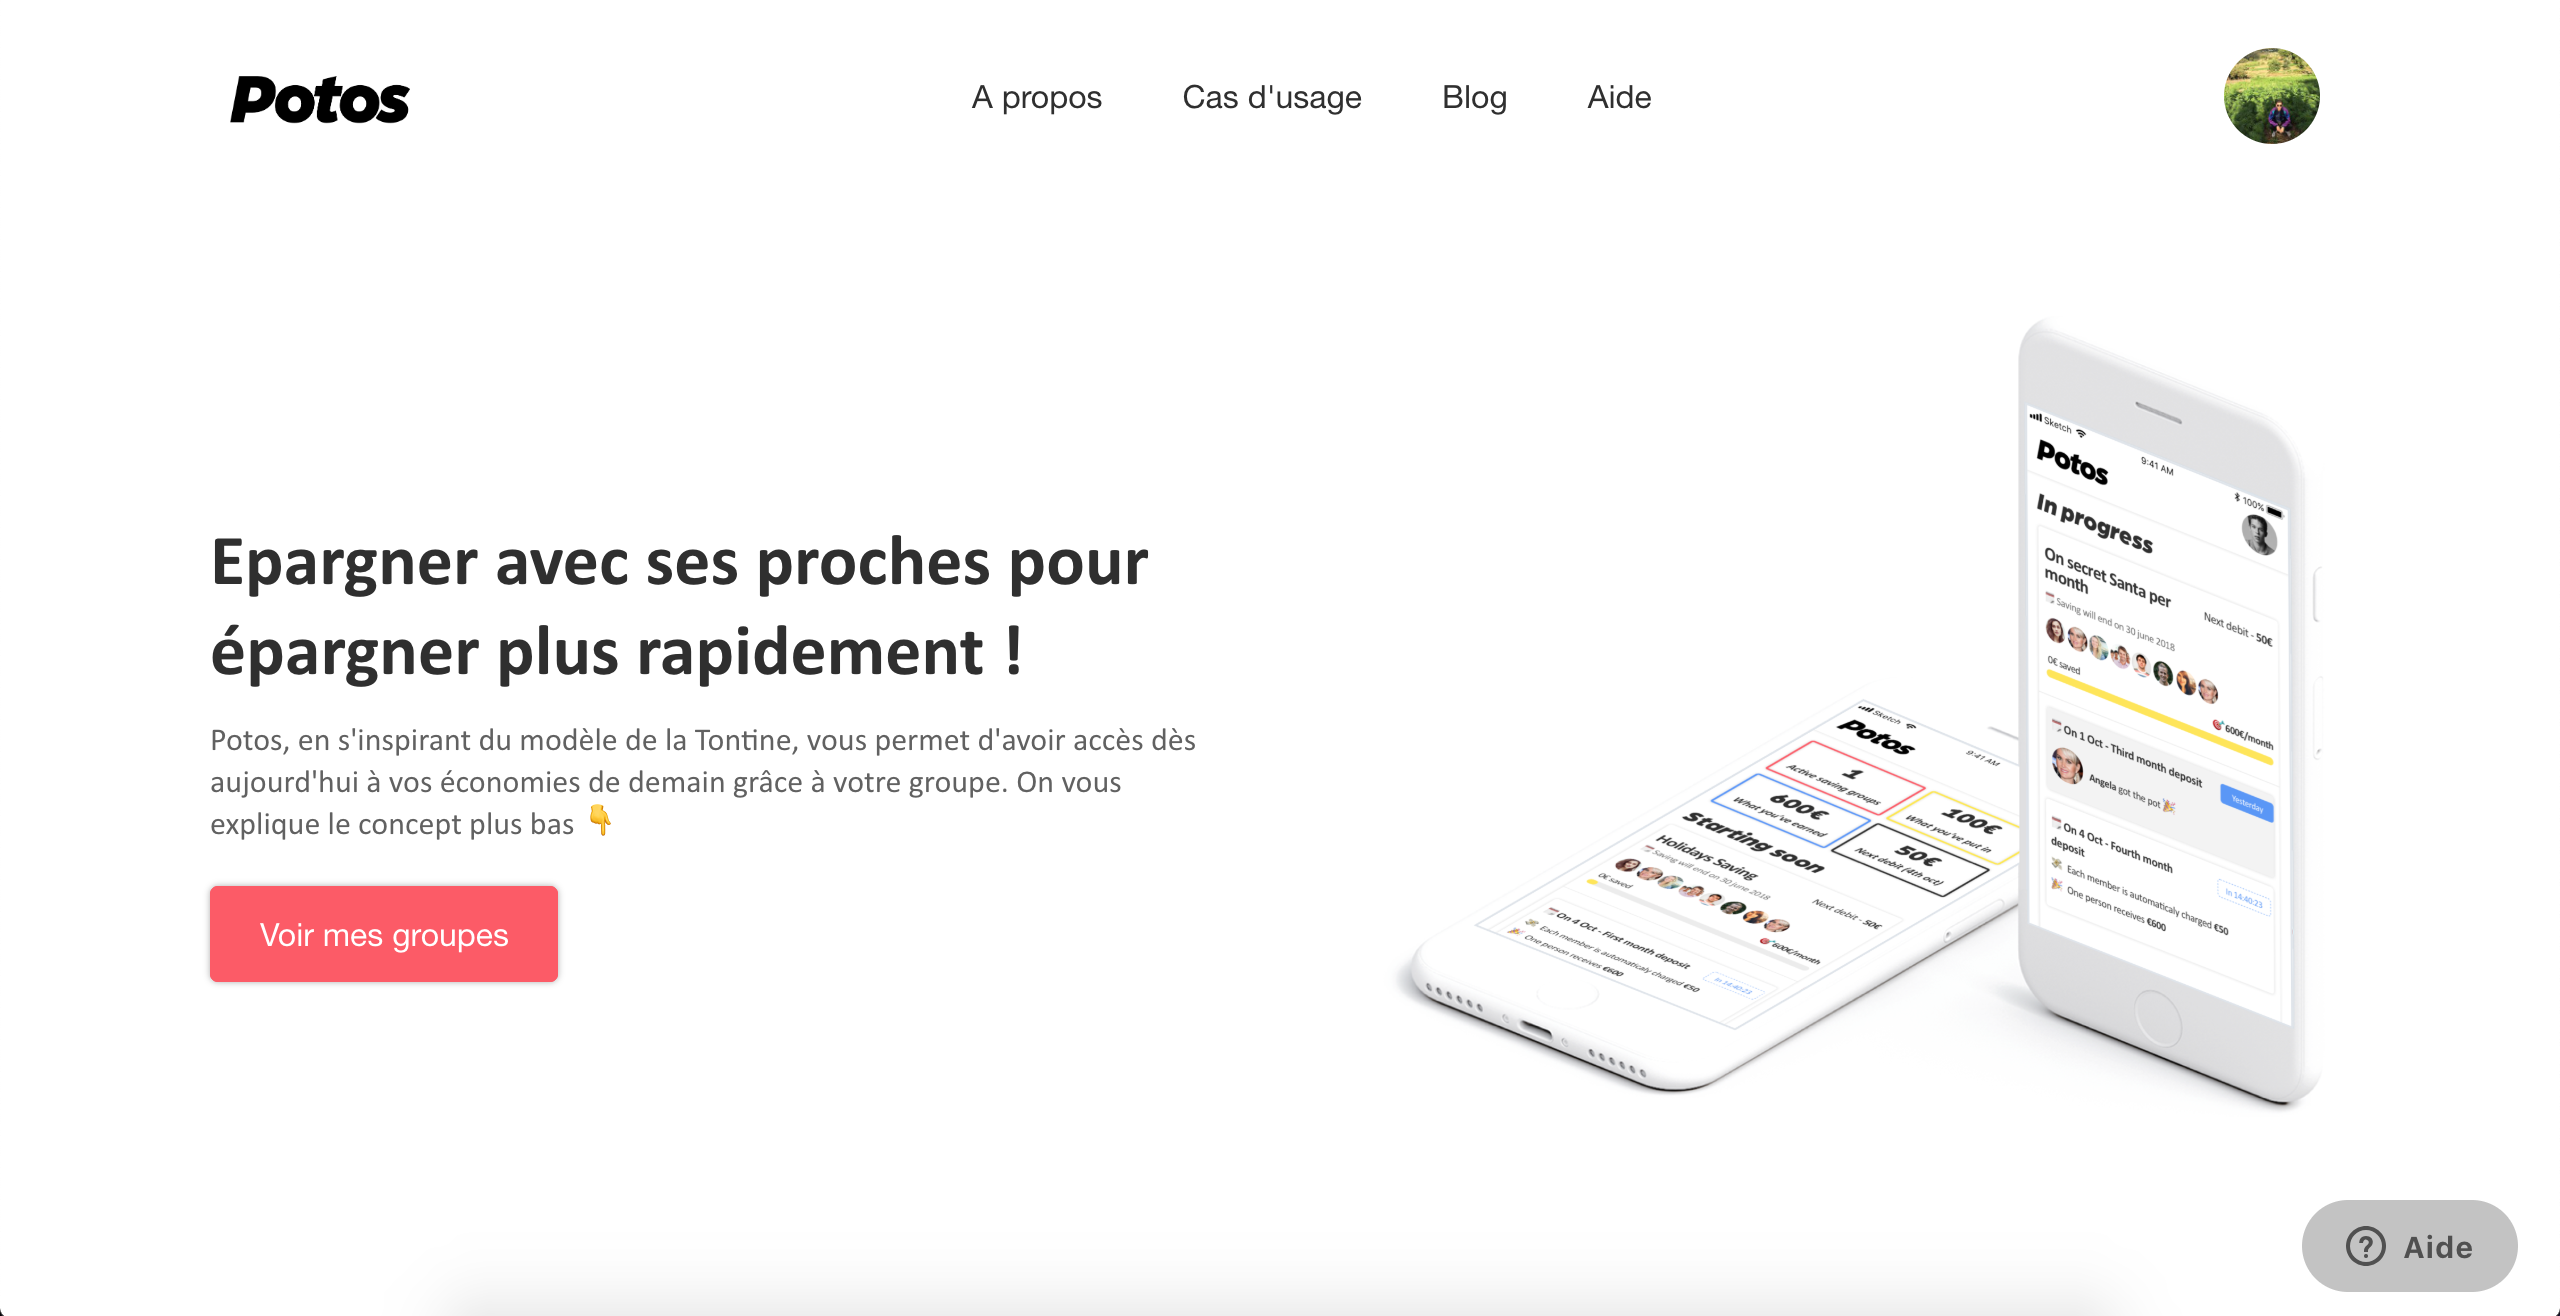 Potos
A propos
Cas d'usage
Blog
Aide
Epargner avec ses proches pour
épargner plus rapidement !
Potos, en s'inspirant du modèle de la Tontine, vous permet d'avoir accès dès
aujourd'hui à vos économies de demain grâce à votre groupe. On vous
explique le concept plus bas 👇
Voir mes groupes
Sketch
9:41 AM
Potos
1
Active saving groups
100€
What you've put in
600€
What you've earned
50€
Next debit (4th oct)
Starting soon
Holidays Saving
Saving will end on 30 june 2018
Next debit - 50€
0€ saved
600€/month
On 4 Oct - First month deposit
Each member is automaticaly charged €50
One person receives €600
In 14:40:23
Sketch
9:41 AM
100%
Potos
In progress
On secret Santa per
month
Saving will end on 30 june 2018
Next debit - 50€
0€ saved
600€/month
On 1 Oct - Third month deposit
Angela got the pot
Yesterday
On 4 Oct - Fourth month
deposit
Each member is automaticaly charged €50
One person receives €600
In 14:40:23
Aide